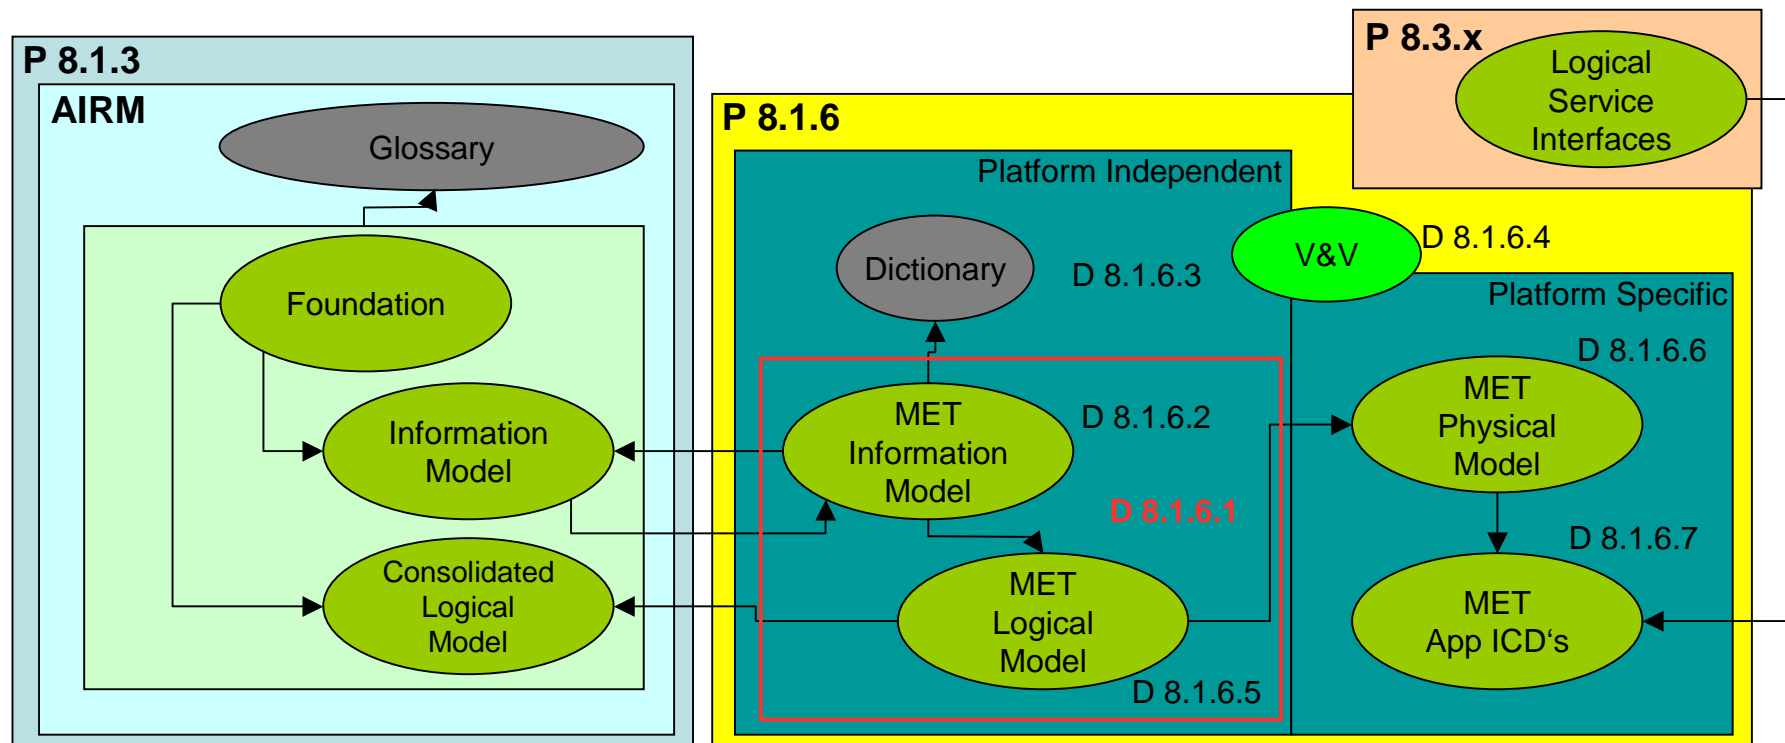 P 8.1.3
AIRM
Glossary
Foundation
Information
Model
Consolidated
Logical
Model
P 8.1.6
Platform Independent
Dictionary
D 8.1.6.3
MET
Information
Model
D 8.1.6.2
D 8.1.6.1
MET
Logical
Model
D 8.1.6.5
V&V
D 8.1.6.4
Platform Specific
D 8.1.6.6
MET
Physical
Model
D 8.1.6.7
MET
App ICD‘s
P 8.3.x
Logical
Service
Interfaces